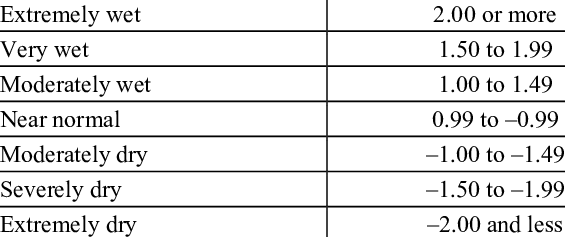 Extremely wet 2.00 or more
Very wet 1.50 to 1.99
Moderately wet 1.00 to 1.49
Near normal 0.99 to –0.99
Moderately dry –1.00 to –1.49
Severely dry –1.50 to –1.99
Extremely dry –2.00 and less